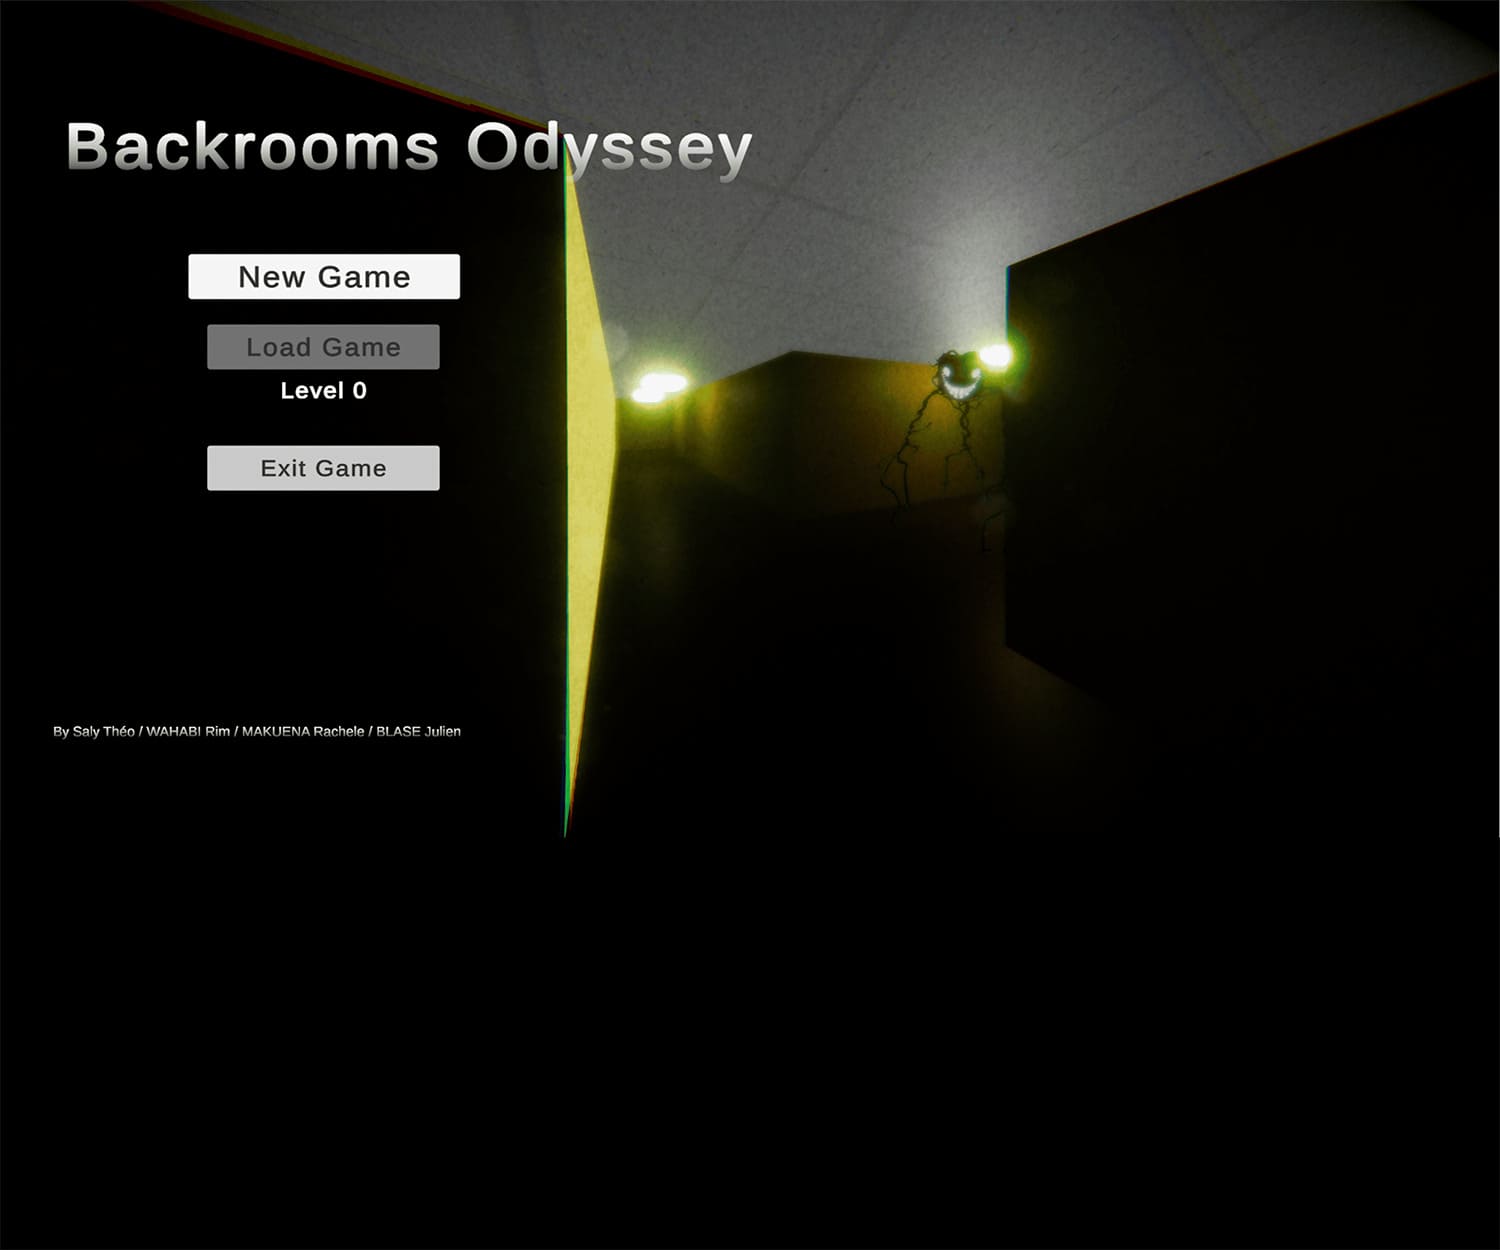 Backrooms Odyssey
New Game
Load Game
Level 0
Exit Game
By Saly Théo / WAHABI Rim / MAKUENA Rachele / BLASE Julien